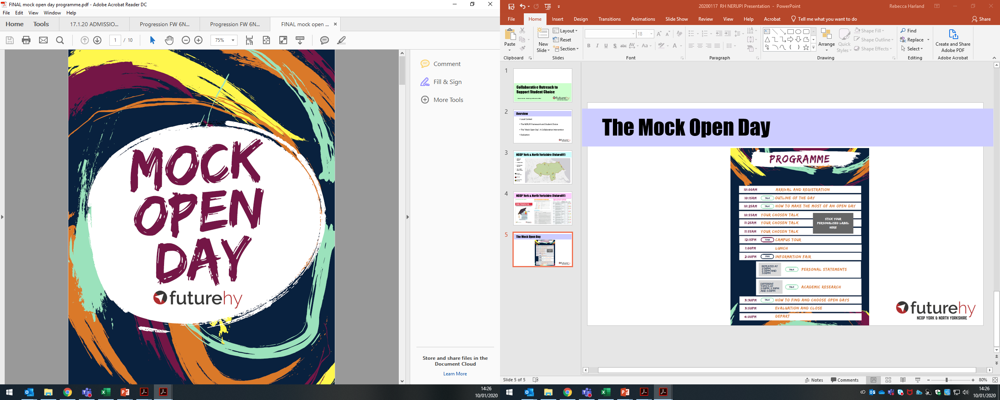 FINAL mock open day programme.pdf - Adobe Acrobat Reader DC
File Edit View Window Help
Home Tools 17.1.20 ADMISSIO... Progression FW 6N... Progression FW 6N... FINAL mock open ...
1 / 10 75%
MOCK
OPEN
DAY
futurehy
Comment
Fill & Sign
More Tools
Store and share files in the
Document Cloud
Learn More
14:26
10/01/2020
20200117 RH NERUPI Presentation - PowerPoint Rebecca Harland
File Home Insert Design Transitions Animations Slide Show Review View Help Acrobat Tell me what you want to do Share
Paste
Clipboard
New
Slide
Layout
Reset
Section
Slides
18
B I U S abc AV Aa A
Font
Paragraph
Arrange
Quick
Styles
Shape Fill
Shape Outline
Shape Effects
Drawing
Find
Replace
Select
Editing
Create and Share
Adobe PDF
Adobe Acrobat
1
Collaborative Outreach to
Support Student Choice
futurehy
2
Overview
• Local Context
• The NERUPI Framework and Student Choice
• The 'Mock Open Day': A Collaborative Intervention
• Evaluation
futurehy
3
NCOP York & North Yorkshire (FutureHY)
4
NCOP York & North Yorkshire (FutureHY)
5
The Mock Open Day
The Mock Open Day
PROGRAMME
10:00AM ARRIVAL AND REGISTRATION
10:15AM TALK OUTLINE OF THE DAY
10:25AM TALK HOW TO MAKE THE MOST OF AN OPEN DAY
10:55AM YOUR CHOSEN TALK
11:25AM YOUR CHOSEN TALK
11:55AM YOUR CHOSEN TALK
STICK YOUR
PERSONALISED LABEL
HERE
12:15PM TOUR CAMPUS TOUR
1:00PM LUNCH
2:00PM FAIR INFORMATION FAIR
REPEATED AT
2:00PM,
2:30PM AND
3:00PM
TALK PERSONAL STATEMENTS
DIFFERENT
TOPICS AT
2:00PM, 2:30PM
AND 3:00PM
TALK ACADEMIC RESEARCH
3:30PM TALK HOW TO FIND AND CHOOSE OPEN DAYS
3:50PM EVALUATION AND CLOSE
4:00PM DEPART
futurehy
NCOP YORK & NORTH YORKSHIRE
Slide 5 of 5 Notes Comments 80%
14:26
10/01/2020